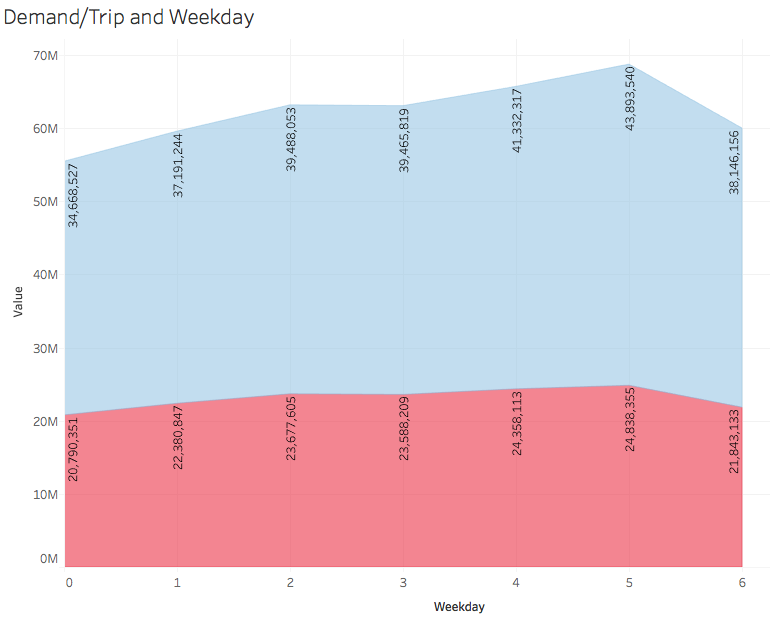 Demand/Trip and Weekday
70M
60M
50M
40M
30M
20M
10M
0M
Value
34,668,527
37,191,244
39,488,053
39,465,819
41,332,317
43,893,540
38,146,156
20,790,351
22,380,847
23,677,605
23,588,209
24,358,113
24,838,355
21,843,133
0 1 2 3 4 5 6
Weekday